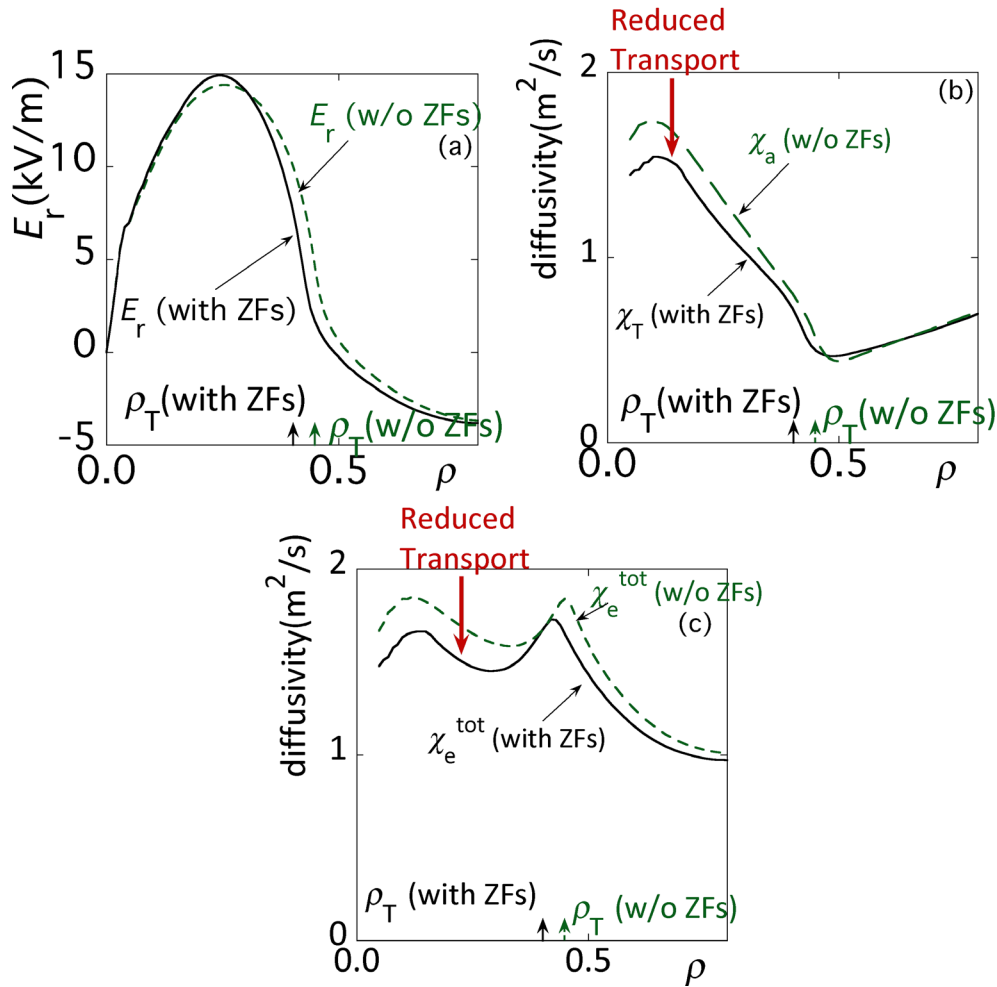 15
10
5
0
-5
E_r(kV/m)
E_r (w/o ZFs)
(a)
E_r (with ZFs)
ρ_T(with ZFs)
ρ_T(w/o ZFs)
0.0
0.5
ρ
Reduced
Transport
2
1
0
diffusivity(m²/s)
(b)
χ_a (w/o ZFs)
χ_T (with ZFs)
ρ_T(with ZFs)
ρ_T(w/o ZFs)
0.0
0.5
ρ
Reduced
Transport
2
1
0
diffusivity(m²/s)
χ_e^tot (w/o ZFs)
(c)
χ_e^tot (with ZFs)
ρ_T (with ZFs)
ρ_T (w/o ZFs)
0.0
0.5
ρ